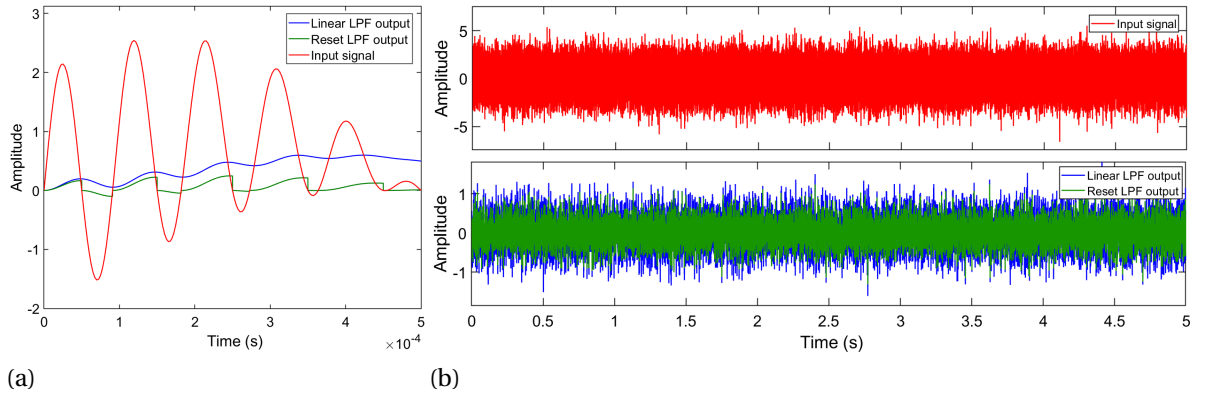 Linear LPF output
Reset LPF output
Input signal
3
2
1
0
-1
-2
Amplitude
0 1 2 3 4 5
Time (s)
×10⁻⁴
(a)
Input signal
5
0
-5
Amplitude
Linear LPF output
Reset LPF output
1
0
-1
Amplitude
0 0.5 1 1.5 2 2.5 3 3.5 4 4.5 5
Time (s)
(b)